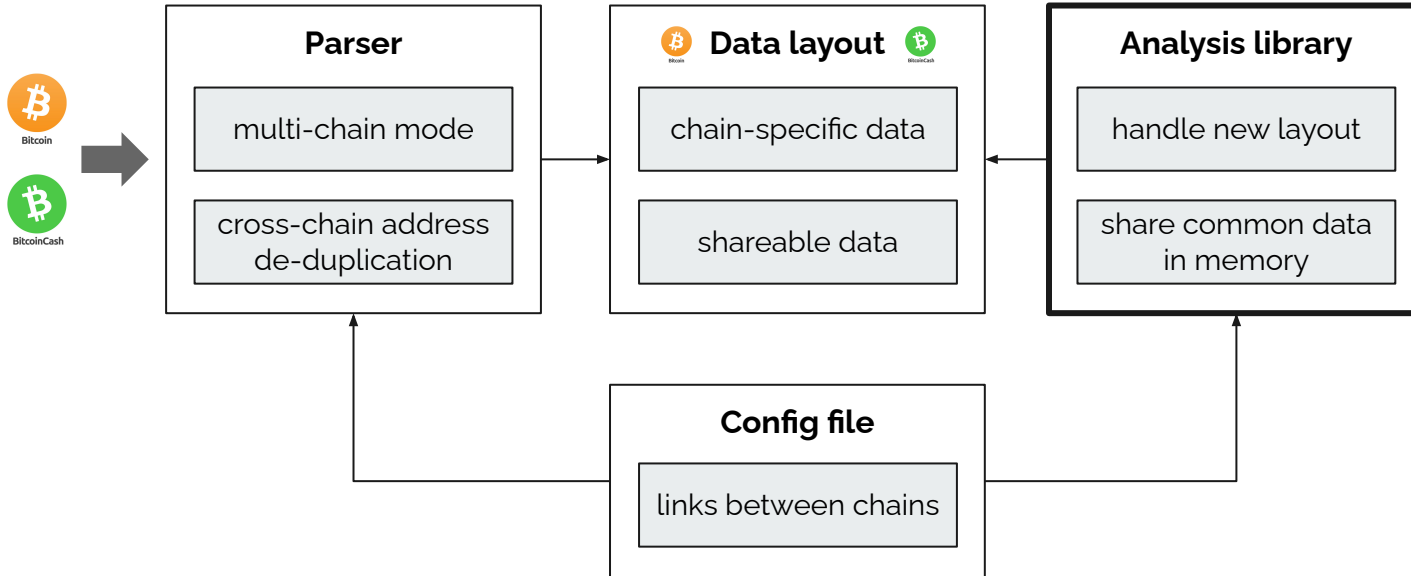 Parser
multi-chain mode
cross-chain address
de-duplication
Bitcoin
BitcoinCash
Bitcoin
Data layout
BitcoinCash
chain-specific data
shareable data
Analysis library
handle new layout
share common data
in memory
Config file
links between chains